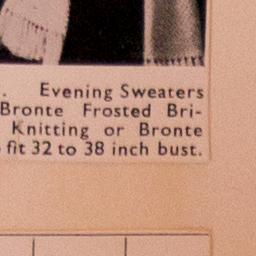 . Evening Sweaters
Bronte Frosted Bri-
Knitting or Bronte
fit 32 to 38 inch bust.